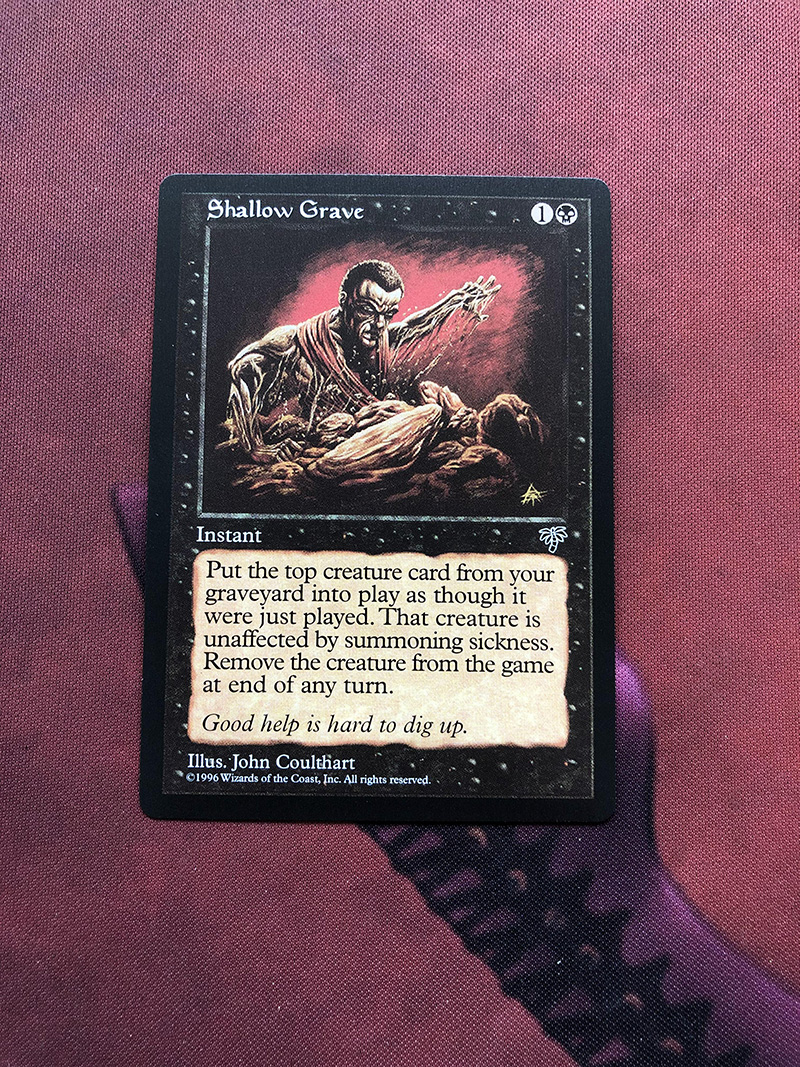 Shallow Grave 1
Instant
Put the top creature card from your
graveyard into play as though it
were just played. That creature is
unaffected by summoning sickness.
Remove the creature from the game
at end of any turn.
Good help is hard to dig up.
Illus. John Coulthart
©1996 Wizards of the Coast, Inc. All rights reserved.